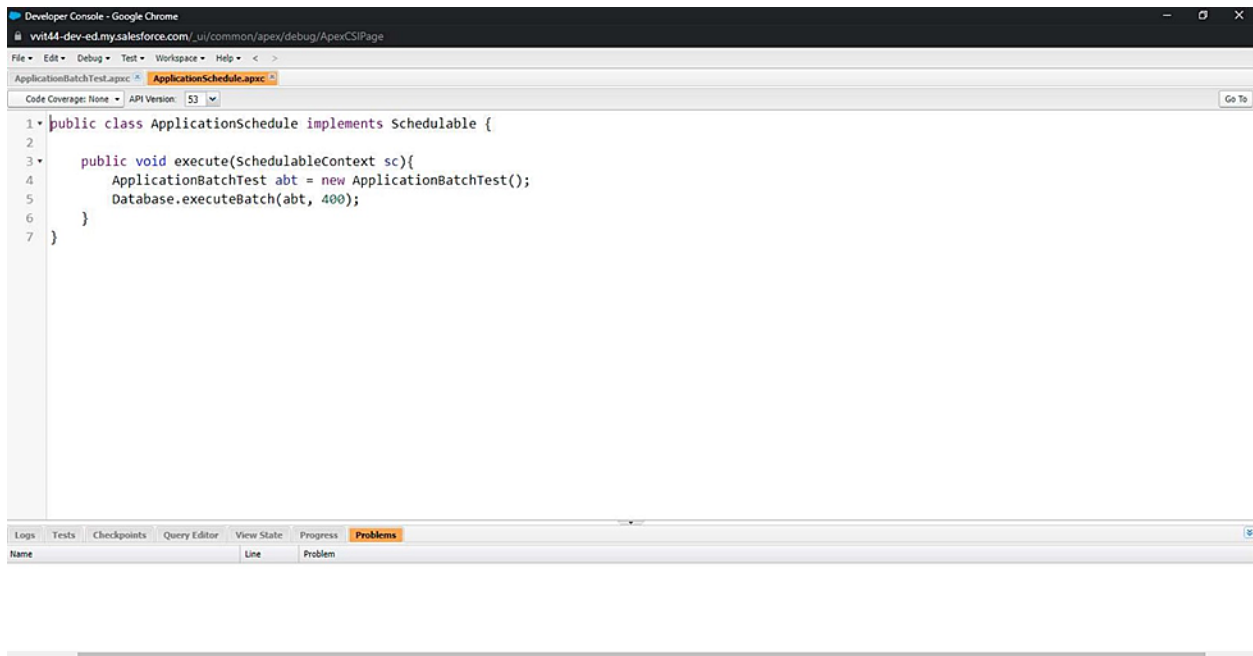 Developer Console - Google Chrome
vvit44-dev-ed.my.salesforce.com/_ui/common/apex/debug/ApexCSIPage
File Edit Debug Test Workspace Help < >
ApplicationBatchTest.apxc ApplicationSchedule.apxc
Code Coverage: None API Version: 53 Go To
1 public class ApplicationSchedule implements Schedulable {
2
3 public void execute(SchedulableContext sc){
4 ApplicationBatchTest abt = new ApplicationBatchTest();
5 Database.executeBatch(abt, 400);
6 }
7 }
Logs Tests Checkpoints Query Editor View State Progress Problems
Name Line Problem